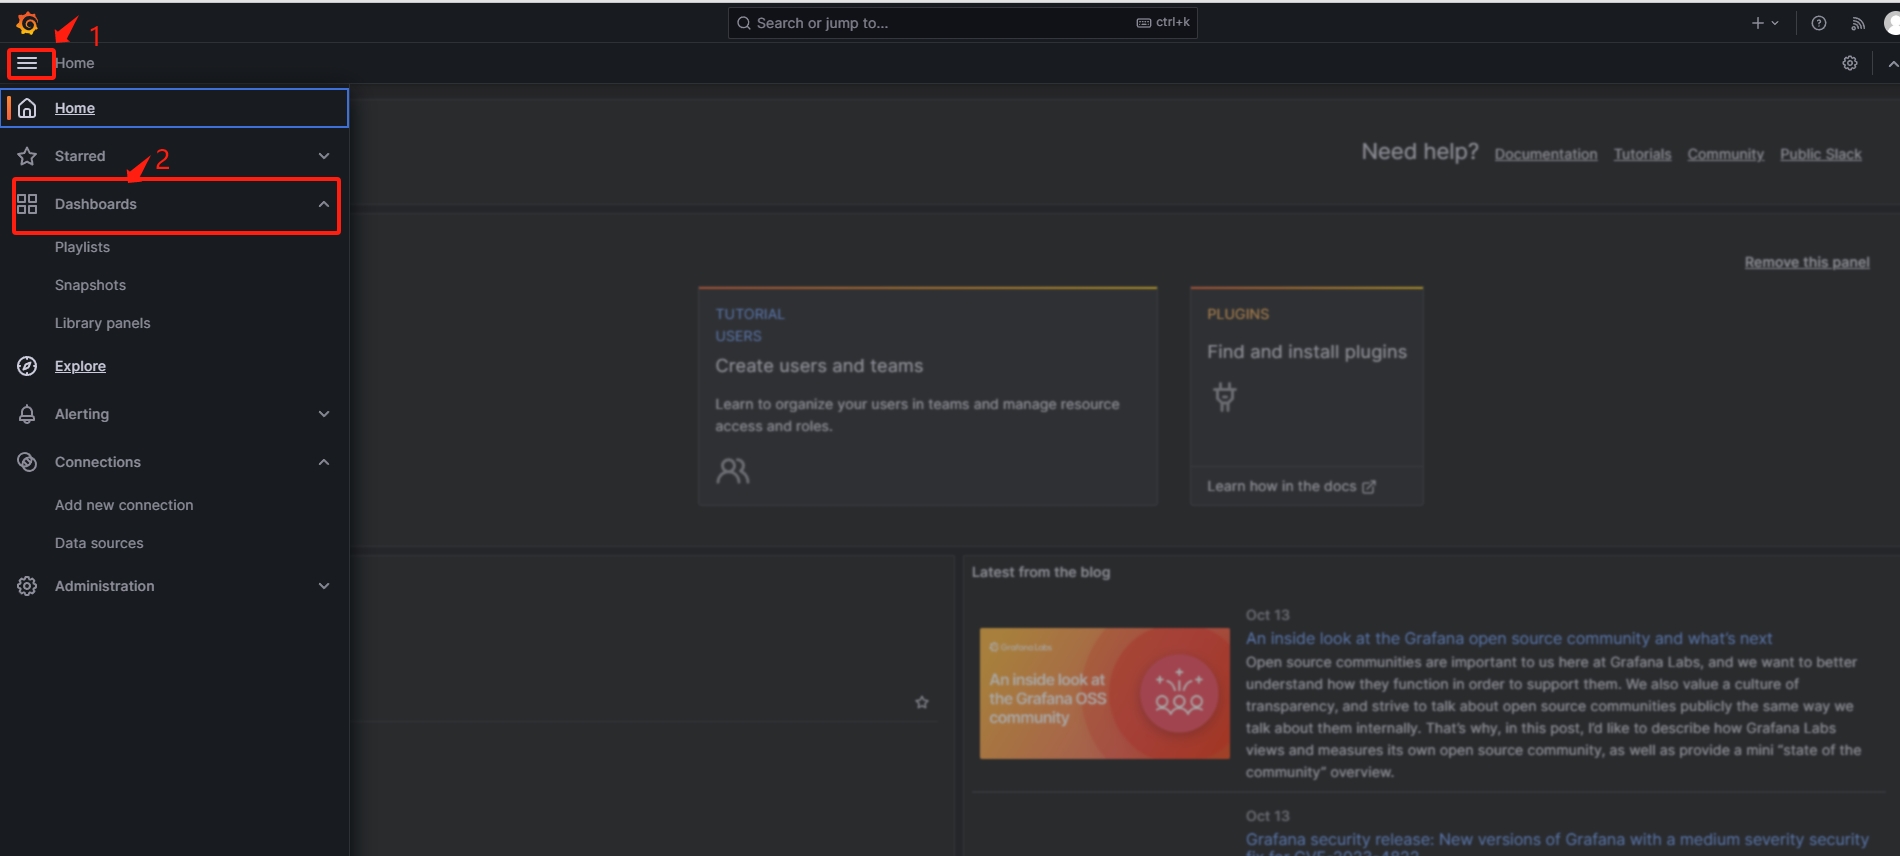 Search or jump to...
ctrl+k
1
Home
Home
Starred
2
Dashboards
Playlists
Snapshots
Library panels
Explore
Alerting
Connections
Add new connection
Data sources
Administration
Need help?
Documentation
Tutorials
Community
Public Slack
Remove this panel
TUTORIAL
USERS
Create users and teams
Learn to organize your users in teams and manage resource
access and roles.
PLUGINS
Find and install plugins
Learn how in the docs
Latest from the blog
Oct 13
An inside look at the Grafana open source community and what's next
Open source communities are important to us here at Grafana Labs, and we want to better
understand how they function in order to support them. We also value a culture of
transparency, and strive to talk about open source communities publicly the same way we
talk about them internally. That's why, in this post, I'd like to describe how Grafana Labs
views and measures its own open source community, as well as provide a mini "state of the
community" overview.
Grafana Labs
An inside look at
the Grafana OSS
community
Oct 13
Grafana security release: New versions of Grafana with a medium severity security
fix for CVE-2023-4822